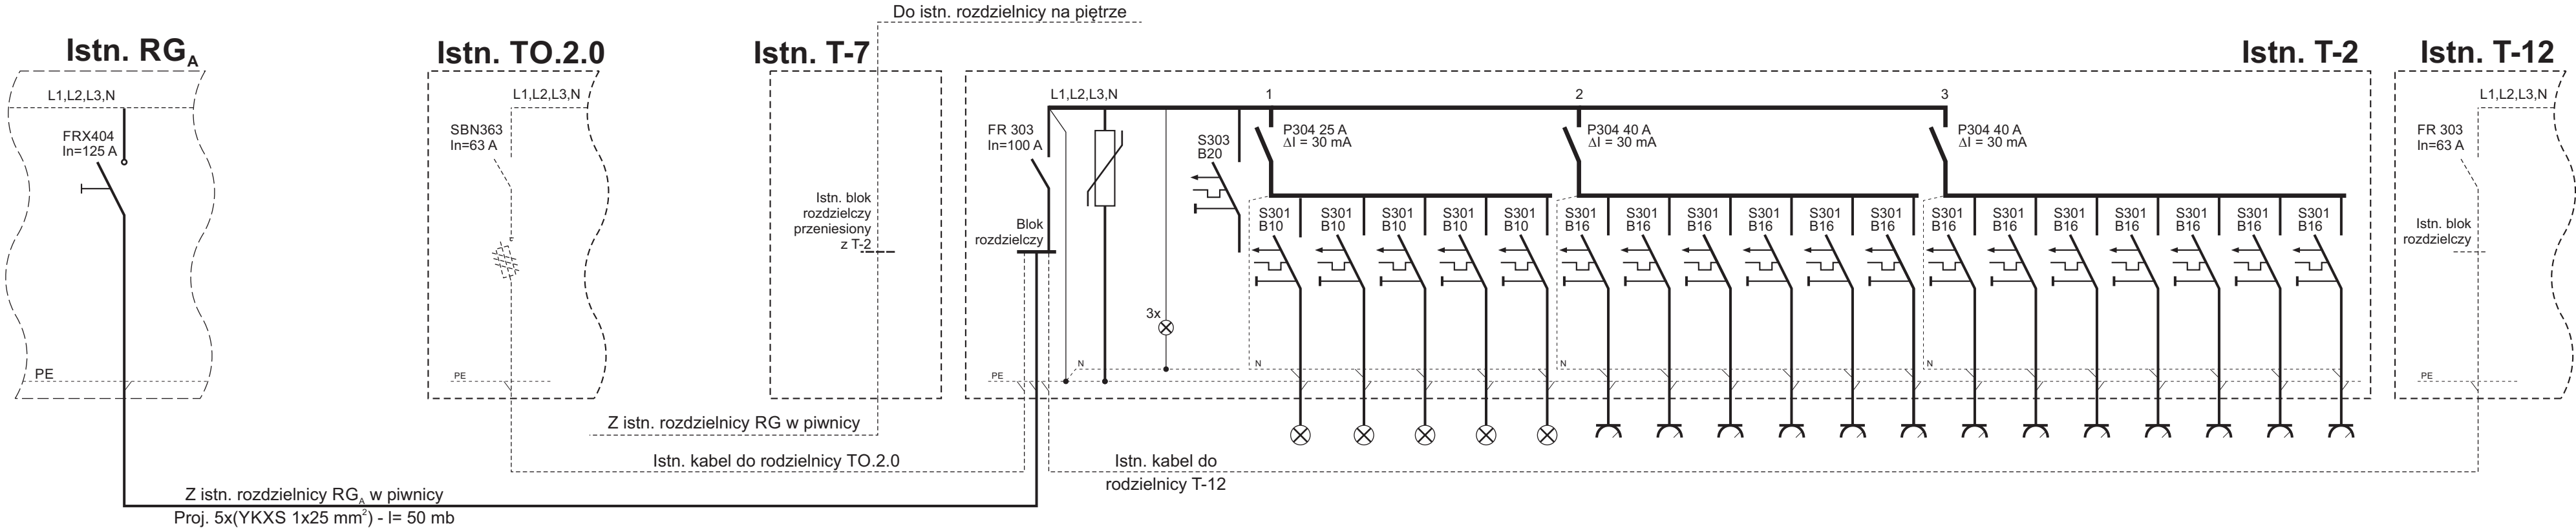 Do istn. rozdzielnicy na piętrze
Istn. RGA
L1,L2,L3,N
FRX404
In=125 A
PE
Istn. TO.2.0
L1,L2,L3,N
SBN363
In=63 A
PE
Istn. T-7
Istn. blok
rozdzielczy
przeniesiony
z T-2
Istn. T-2
L1,L2,L3,N
FR 303
In=100 A
Blok
rozdzielczy
PE
N
3x
S303
B20
1
P304 25 A
ΔI = 30 mA
S301
B10
S301
B10
S301
B10
S301
B10
S301
B10
N
2
P304 40 A
ΔI = 30 mA
S301
B16
S301
B16
S301
B16
S301
B16
S301
B16
S301
B16
N
3
P304 40 A
ΔI = 30 mA
S301
B16
S301
B16
S301
B16
S301
B16
S301
B16
S301
B16
S301
B16
N
Istn. T-12
L1,L2,L3,N
FR 303
In=63 A
Istn. blok
rozdzielczy
PE
Z istn. rozdzielnicy RG w piwnicy
Istn. kabel do rodzielnicy TO.2.0
Istn. kabel do
rodzielnicy T-12
Z istn. rozdzielnicy RGA w piwnicy
Proj. 5x(YKXS 1x25 mm²) - l= 50 mb